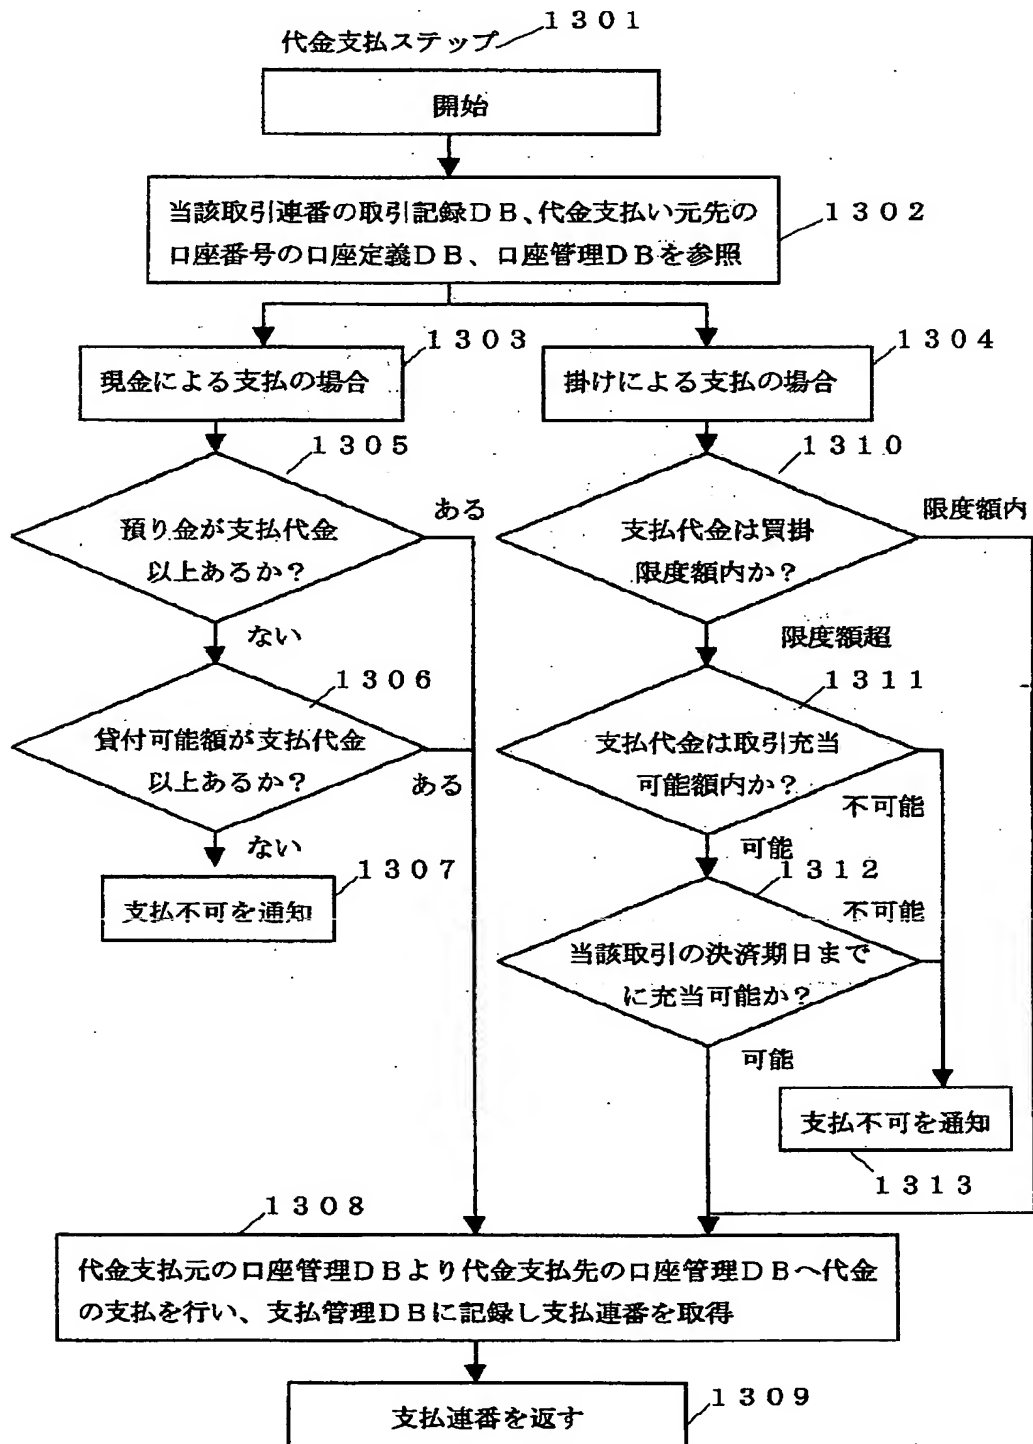 １３０１
代金支払ステップ
開始
当該取引連番の取引記録ＤＢ、代金支払い元先の
口座番号の口座定義ＤＢ、口座管理ＤＢを参照
１３０２
１３０３
現金による支払の場合
１３０４
掛けによる支払の場合
１３０５
預り金が支払代金
以上あるか？
ある
ない
１３１０
支払代金は買掛
限度額内か？
限度額内
限度額超
１３０６
貸付可能額が支払代金
以上あるか？
ある
ない
１３１１
支払代金は取引充当
可能額内か？
不可能
可能
１３０７
支払不可を通知
１３１２
不可能
当該取引の決済期日まで
に充当可能か？
可能
支払不可を通知
１３１３
１３０８
代金支払元の口座管理ＤＢより代金支払先の口座管理ＤＢへ代金
の支払を行い、支払管理ＤＢに記録し支払連番を取得
支払連番を返す
１３０９